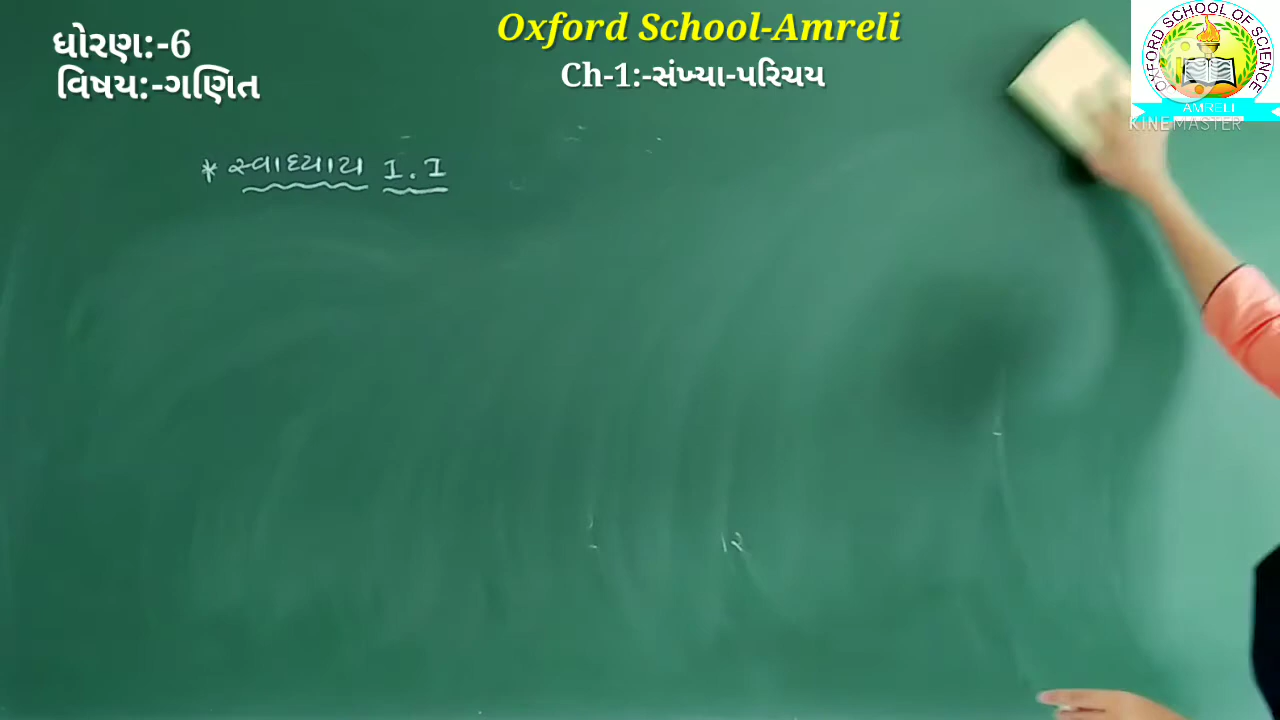 Oxford School-Amreli
ધોરણ:-6
વિષય:-ગણિત
Ch-1:-સંખ્યા-પરિચય
OXFORD SCHOOL OF SCIENCE
AMRELI
KINEMASTER
* સ્વાધ્યાય 1.1